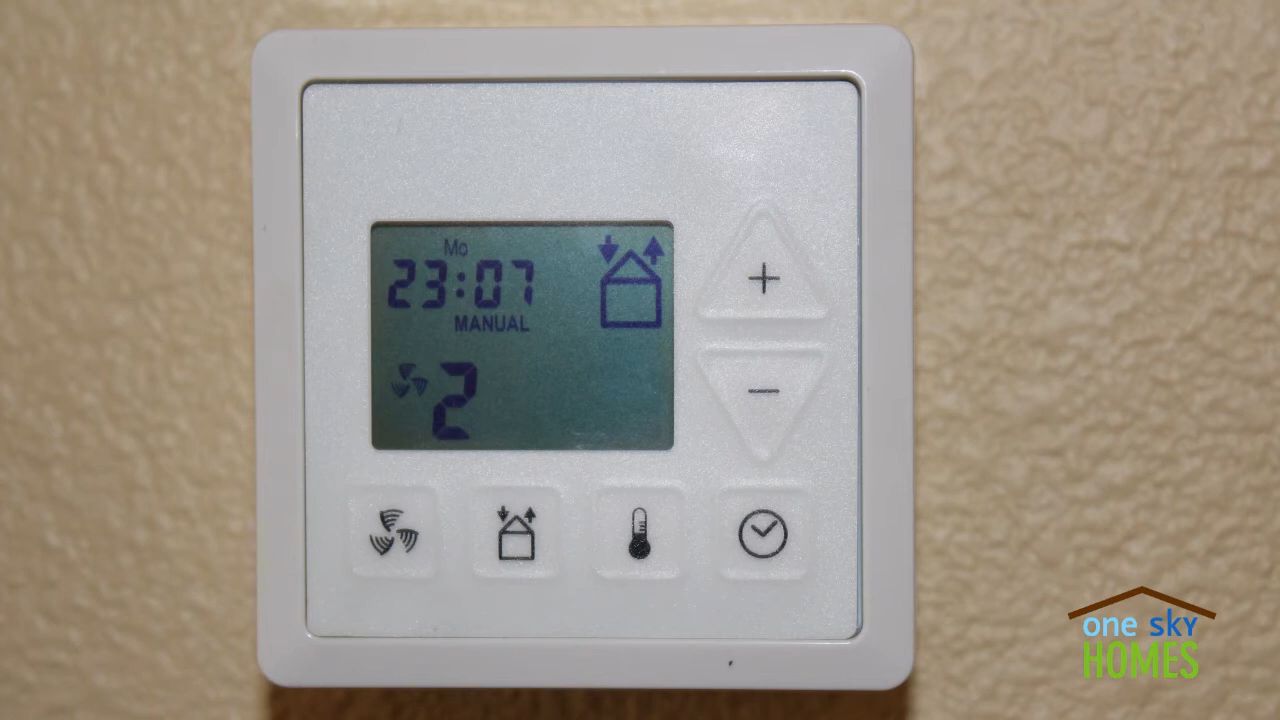 Mo
23:07
MANUAL
2
+
−
one sky
HOMES